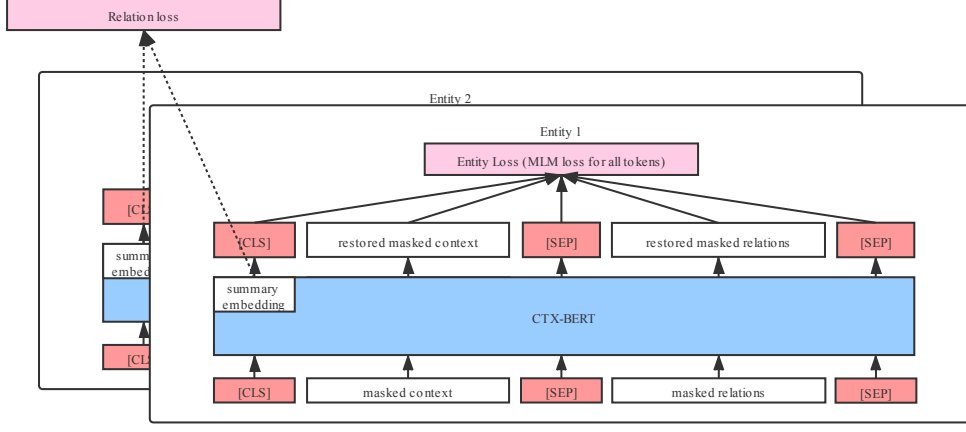 Relation loss
Entity 2
Entity 1
Entity Loss (MLM loss for all tokens)
[CLS]
restored masked context
[SEP]
restored masked relations
[SEP]
summary
embedding
CTX-BERT
[CLS]
masked context
[SEP]
masked relations
[SEP]